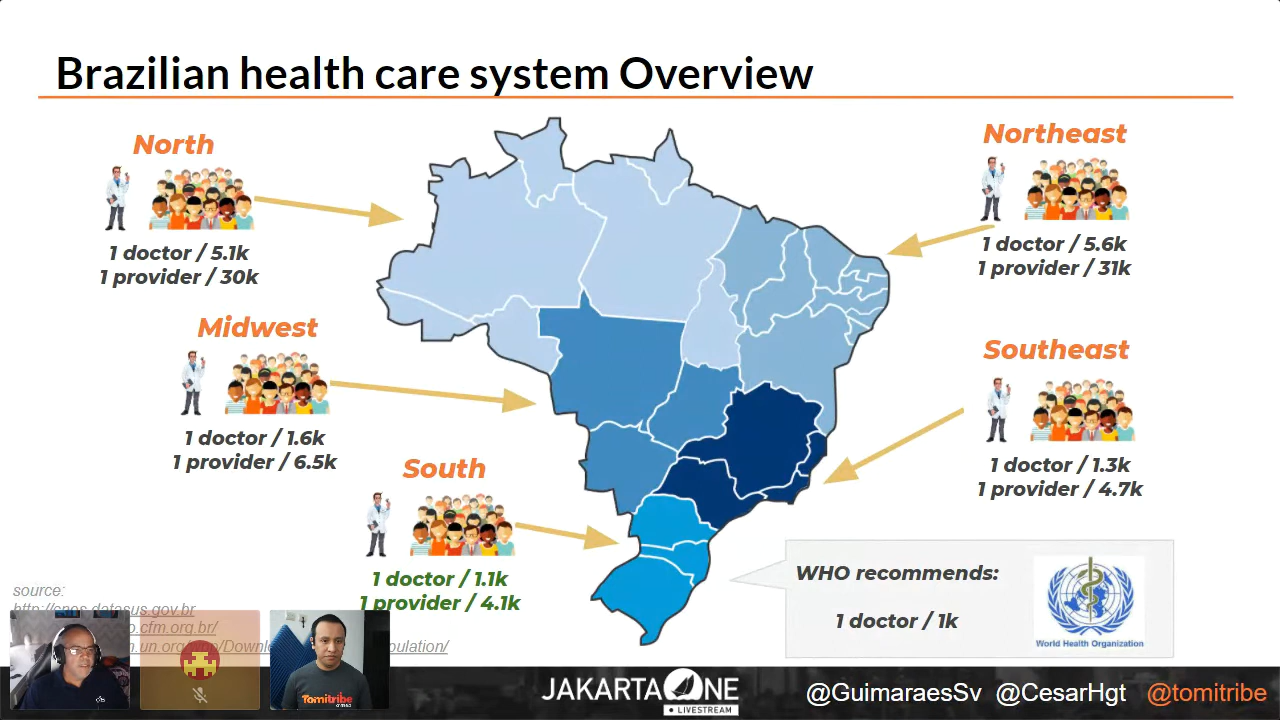 Brazilian health care system Overview
North
1 doctor / 5.1k
1 provider / 30k
Northeast
1 doctor / 5.6k
1 provider / 31k
Midwest
1 doctor / 1.6k
1 provider / 6.5k
Southeast
1 doctor / 1.3k
1 provider / 4.7k
South
1 doctor / 1.1k
1 provider / 4.1k
WHO recommends:
1 doctor / 1k
World Health Organization
source:
http://cnes.datasus.gov.br
.cfm.org.br/
.un.org
/Downl
pulation/
Tomitribe
JAKARTA ONE
LIVESTREAM
@GuimaraesSv @CesarHgt @tomitribe